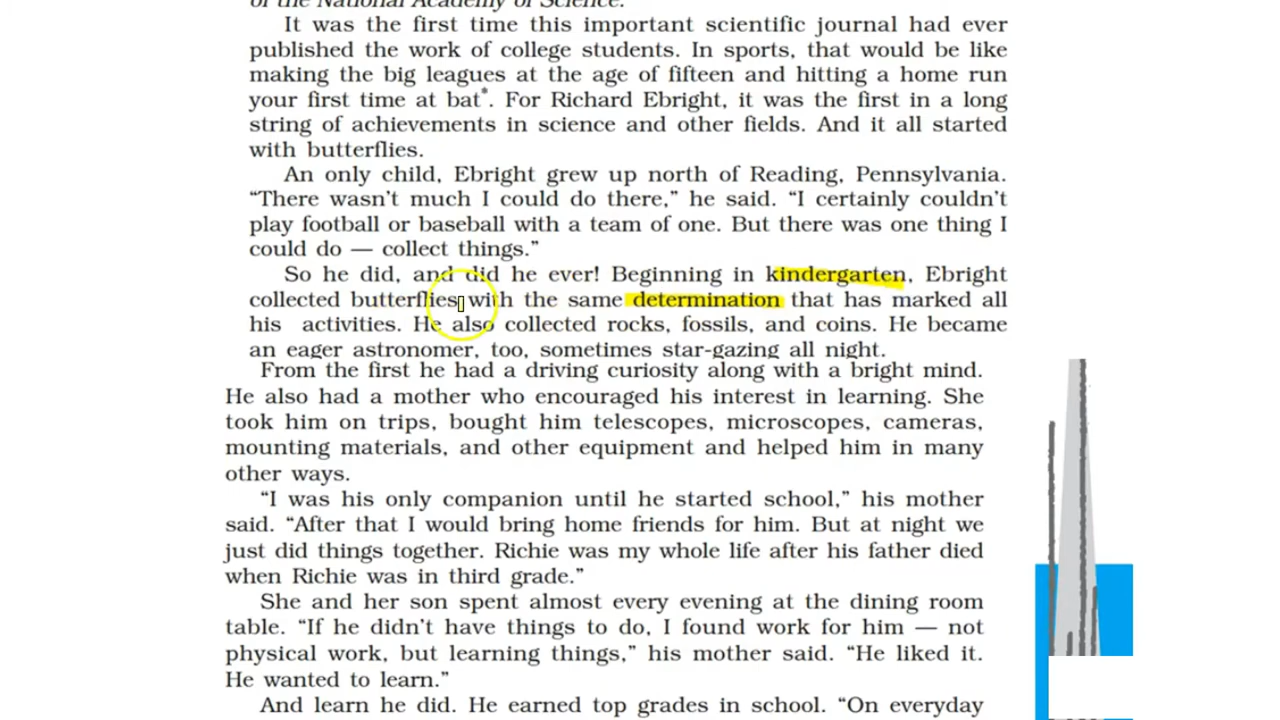 of the National Academy of Science.
It was the first time this important scientific journal had ever
published the work of college students. In sports, that would be like
making the big leagues at the age of fifteen and hitting a home run
your first time at bat*. For Richard Ebright, it was the first in a long
string of achievements in science and other fields. And it all started
with butterflies.
An only child, Ebright grew up north of Reading, Pennsylvania.
“There wasn’t much I could do there,” he said. “I certainly couldn’t
play football or baseball with a team of one. But there was one thing I
could do — collect things.”
So he did, and did he ever! Beginning in kindergarten, Ebright
collected butterflies with the same determination that has marked all
his activities. He also collected rocks, fossils, and coins. He became
an eager astronomer, too, sometimes star-gazing all night.
From the first he had a driving curiosity along with a bright mind.
He also had a mother who encouraged his interest in learning. She
took him on trips, bought him telescopes, microscopes, cameras,
mounting materials, and other equipment and helped him in many
other ways.
“I was his only companion until he started school,” his mother
said. “After that I would bring home friends for him. But at night we
just did things together. Richie was my whole life after his father died
when Richie was in third grade.”
She and her son spent almost every evening at the dining room
table. “If he didn’t have things to do, I found work for him — not
physical work, but learning things,” his mother said. “He liked it.
He wanted to learn.”
And learn he did. He earned top grades in school. “On everyday